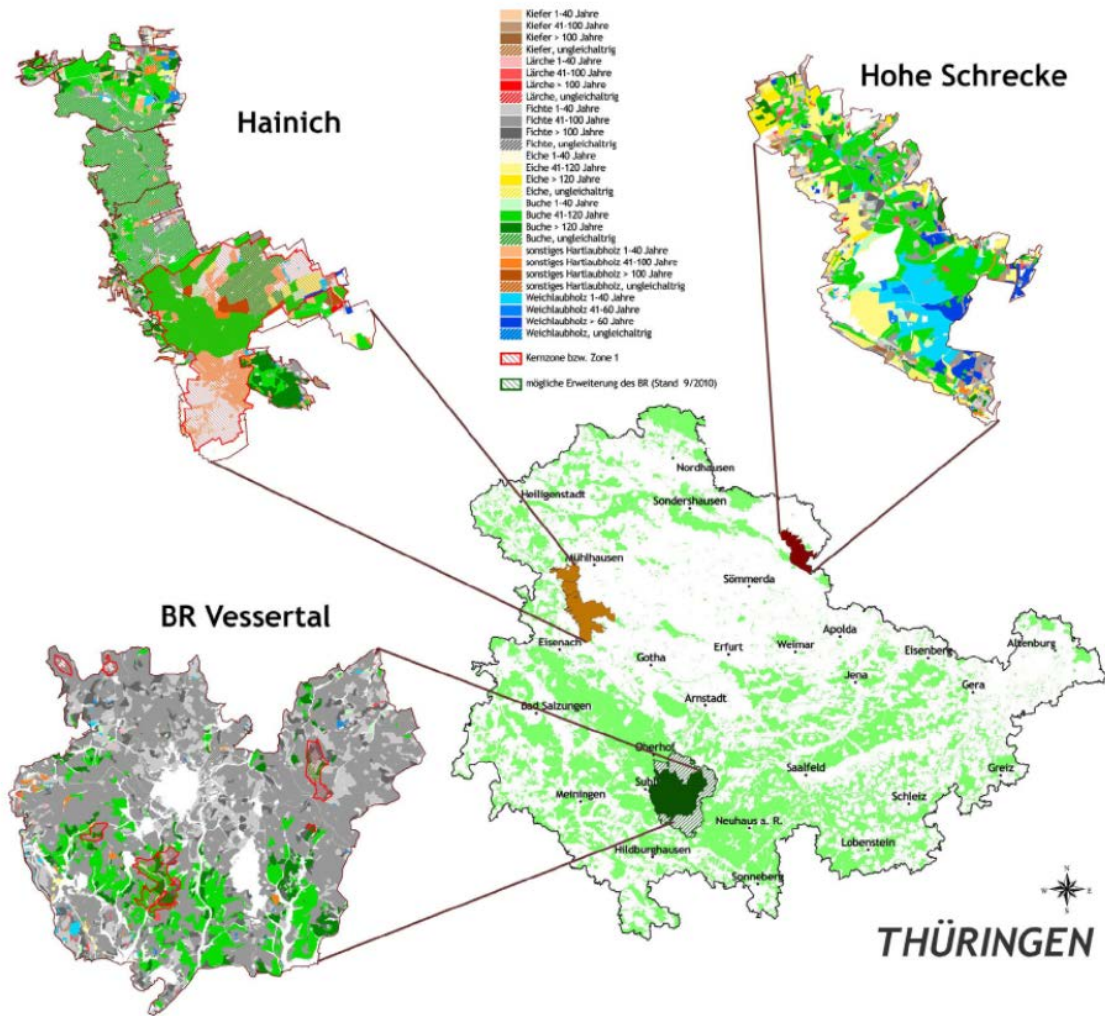 Kiefer 1-40 Jahre
Kiefer 41-100 Jahre
Kiefer > 100 Jahre
Kiefer, ungleichaltrig
Lärche 1-40 Jahre
Lärche 41-100 Jahre
Lärche > 100 Jahre
Lärche, ungleichaltrig
Fichte 1-40 Jahre
Fichte 41-100 Jahre
Fichte > 100 Jahre
Fichte, ungleichaltrig
Eiche 1-40 Jahre
Eiche 41-120 Jahre
Eiche > 120 Jahre
Eiche, ungleichaltrig
Buche 1-40 Jahre
Buche 41-120 Jahre
Buche > 120 Jahre
Buche, ungleichaltrig
sonstiges Hartlaubholz 1-40 Jahre
sonstiges Hartlaubholz 41-100 Jahre
sonstiges Hartlaubholz > 100 Jahre
sonstiges Hartlaubholz, ungleichaltrig
Weichlaubholz 1-40 Jahre
Weichlaubholz 41-60 Jahre
Weichlaubholz > 60 Jahre
Weichlaubholz, ungleichaltrig
Kernzone bzw. Zone 1
mögliche Erweiterung des BR (Stand 9/2010)
Hainich
Hohe Schrecke
BR Vessertal
Nordhausen
Heiligenstadt
Sondershausen
Mühlhausen
Sömmerda
Apolda
Eisenach
Erfurt
Weimar
Eisenberg
Altenburg
Gotha
Jena
Gera
Bad Salzungen
Arnstadt
Oberhof
Saalfeld
Greiz
Suhl
Meiningen
Schleiz
Neuhaus a. R.
Hildburghausen
Lobenstein
Sonneberg
N
W E
S
THÜRINGEN